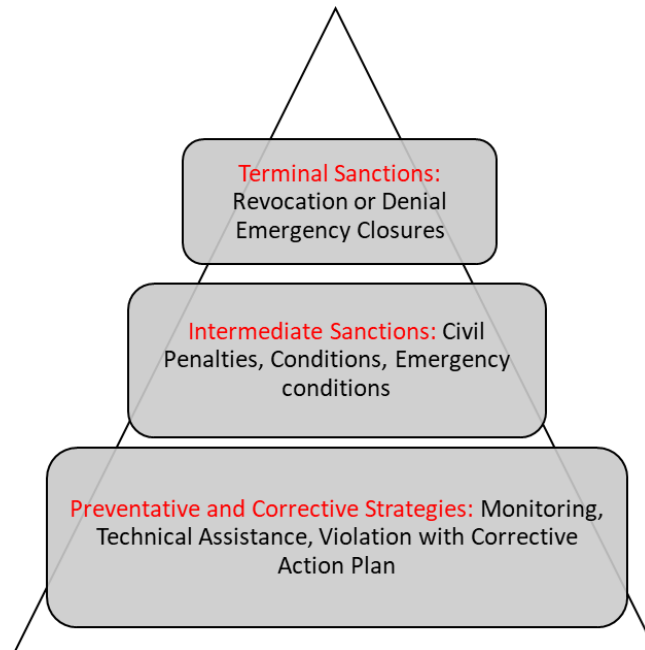 Terminal Sanctions:
Revocation or Denial
Emergency Closures
Intermediate Sanctions: Civil
Penalties, Conditions, Emergency
conditions
Preventative and Corrective Strategies: Monitoring,
Technical Assistance, Violation with Corrective
Action Plan